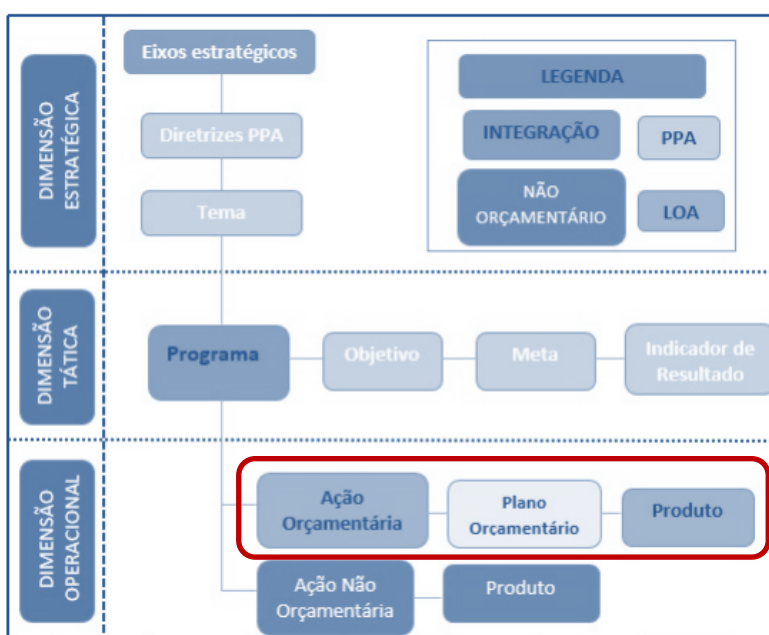 DIMENSÃO
ESTRATÉGICA
Eixos estratégicos
Diretrizes PPA
Tema
LEGENDA
INTEGRAÇÃO
PPA
NÃO
ORÇAMENTÁRIO
LOA
DIMENSÃO
TÁTICA
Programa
Objetivo
Meta
Indicador de
Resultado
DIMENSÃO
OPERACIONAL
Ação
Orçamentária
Plano
Orçamentário
Produto
Ação Não
Orçamentária
Produto